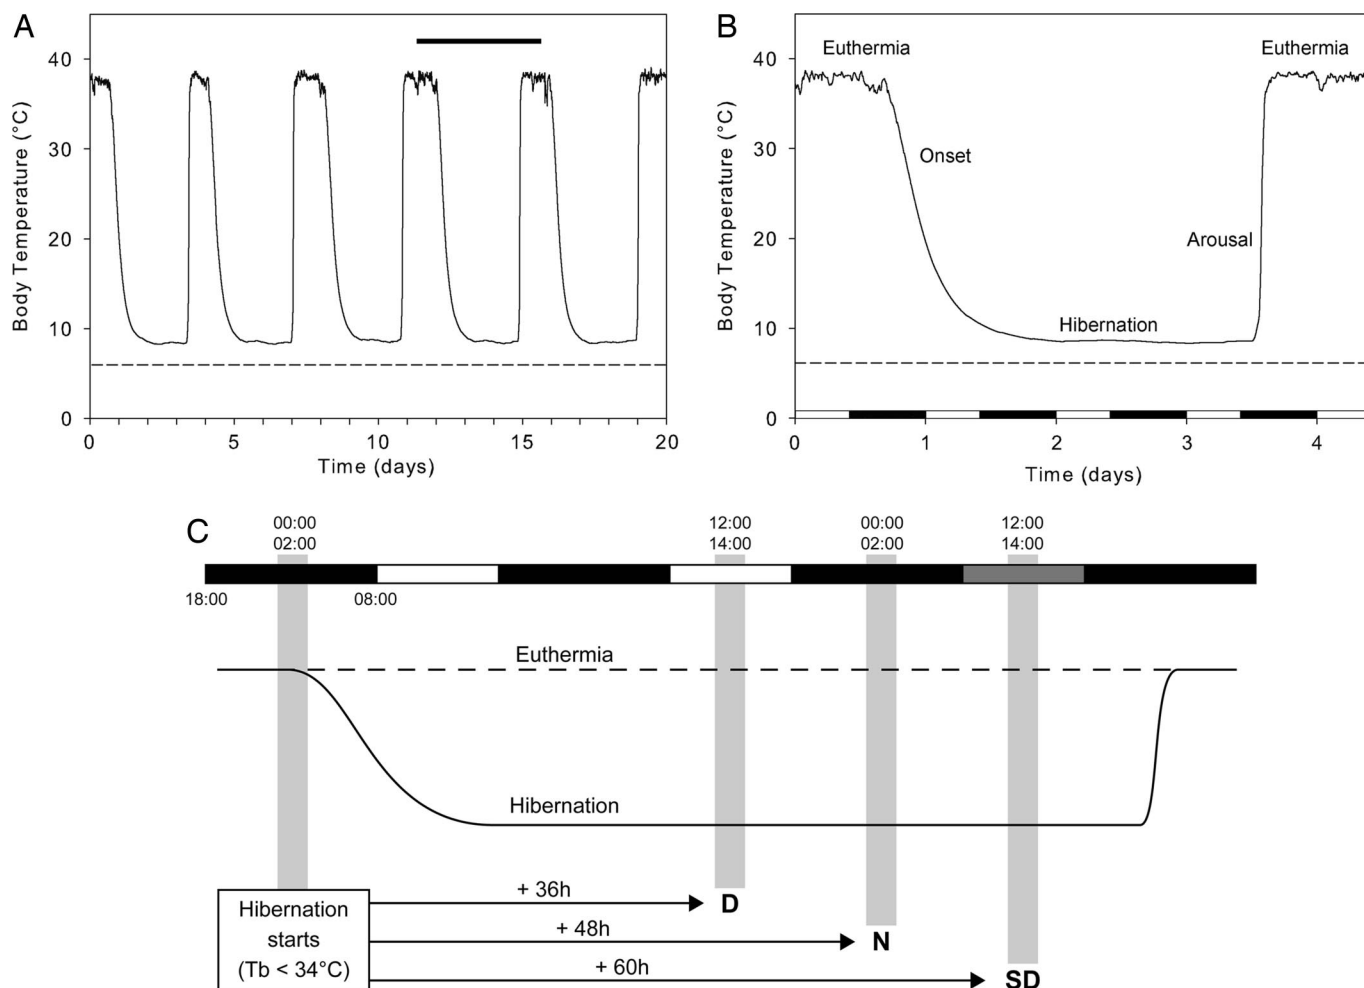 A
Body Temperature (°C)
40
30
20
10
0
0 5 10 15 20
Time (days)
B
Body Temperature (°C)
40
30
20
10
0
Euthermia Euthermia
Onset
Arousal
Hibernation
0 1 2 3 4
Time (days)
C
00:00 12:00 00:00 12:00
02:00 14:00 02:00 14:00
18:00 08:00
Euthermia
Hibernation
Hibernation
starts
(Tb < 34°C)
+ 36h D
+ 48h N
+ 60h SD